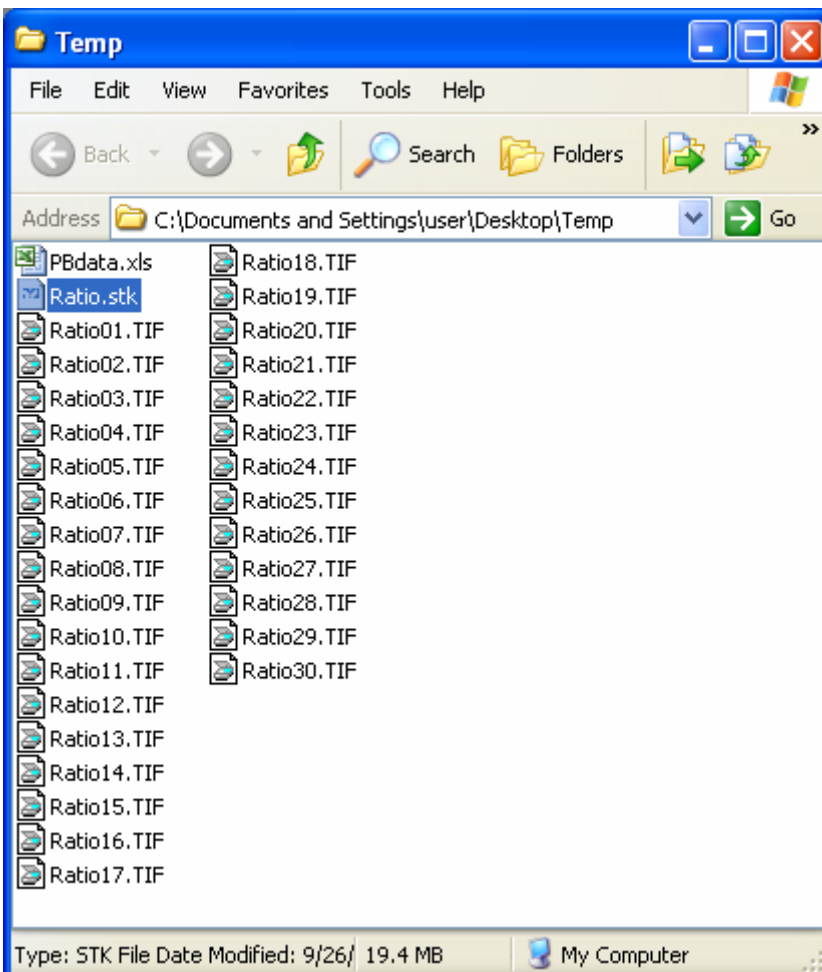 Temp
File Edit View Favorites Tools Help
Back Search Folders »
Address C:\Documents and Settings\user\Desktop\Temp Go
PBdata.xls Ratio18.TIF
Ratio.stk Ratio19.TIF
Ratio01.TIF Ratio20.TIF
Ratio02.TIF Ratio21.TIF
Ratio03.TIF Ratio22.TIF
Ratio04.TIF Ratio23.TIF
Ratio05.TIF Ratio24.TIF
Ratio06.TIF Ratio25.TIF
Ratio07.TIF Ratio26.TIF
Ratio08.TIF Ratio27.TIF
Ratio09.TIF Ratio28.TIF
Ratio10.TIF Ratio29.TIF
Ratio11.TIF Ratio30.TIF
Ratio12.TIF
Ratio13.TIF
Ratio14.TIF
Ratio15.TIF
Ratio16.TIF
Ratio17.TIF
Type: STK File Date Modified: 9/26/ 19.4 MB My Computer